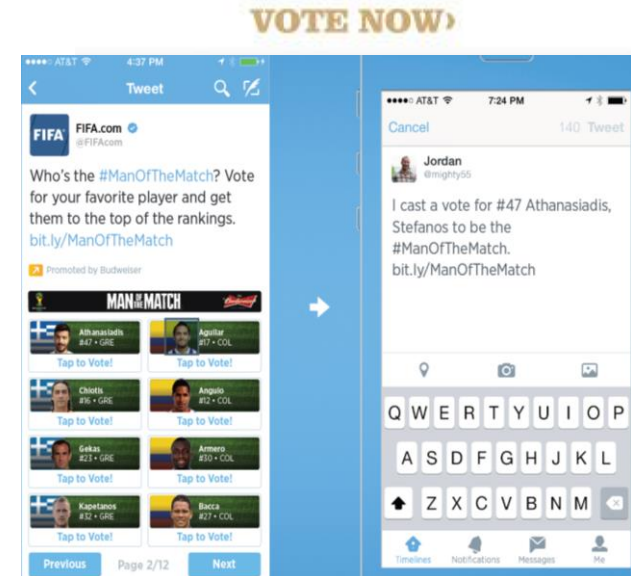 VOTE NOW›
AT&T 4:37 PM
Tweet
FIFA
FIFA.com
@FIFAcom
Who's the #ManOfTheMatch? Vote
for your favorite player and get
them to the top of the rankings.
bit.ly/ManOfTheMatch
Promoted by Budweiser
MAN OF THE MATCH Budweiser
Athanasiadis
#47 • GRE
Tap to Vote!
Aguilar
#17 • COL
Tap to Vote!
Chiotis
#16 • GRE
Tap to Vote!
Angulo
#12 • COL
Tap to Vote!
Gekas
#23 • GRE
Tap to Vote!
Armero
#30 • COL
Tap to Vote!
Kapetanos
#32 • GRE
Tap to Vote!
Bacca
#27 • COL
Tap to Vote!
Previous Page 2/12 Next
AT&T 7:24 PM
Cancel 140 Tweet
Jordan
@mighty55
I cast a vote for #47 Athanasiadis,
Stefanos to be the
#ManOfTheMatch.
bit.ly/ManOfTheMatch
Q W E R T Y U I O P
A S D F G H J K L
Z X C V B N M
Timelines Notifications Messages Me